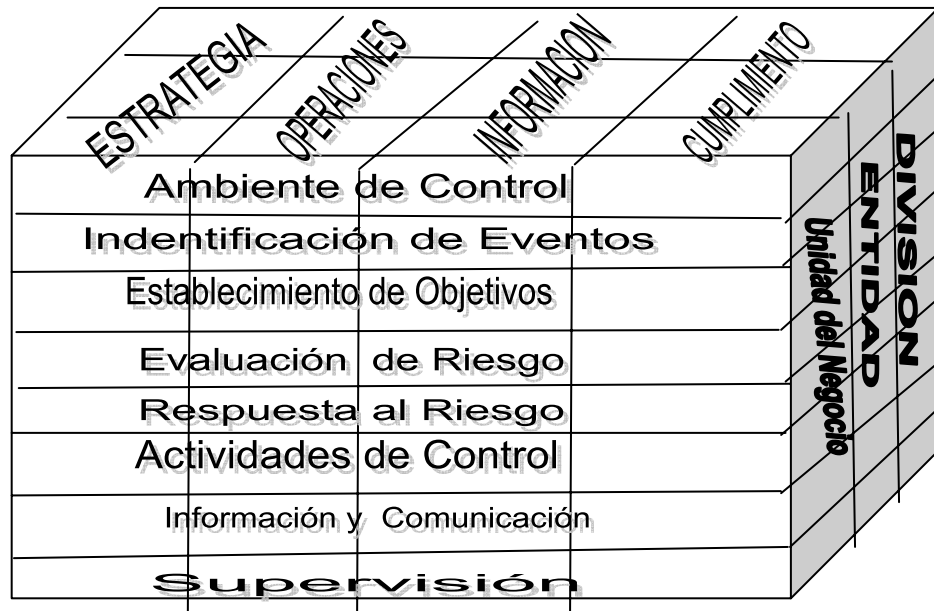 ESTRATEGIA
OPERACIONES
INFORMACION
CUMPLIMIENTO
Ambiente de Control
Indentificación de Eventos
Establecimiento de Objetivos
Evaluación de Riesgo
Respuesta al Riesgo
Actividades de Control
Información y Comunicación
Supervisión
Unidad del Negocio
ENTIDAD
DIVISION